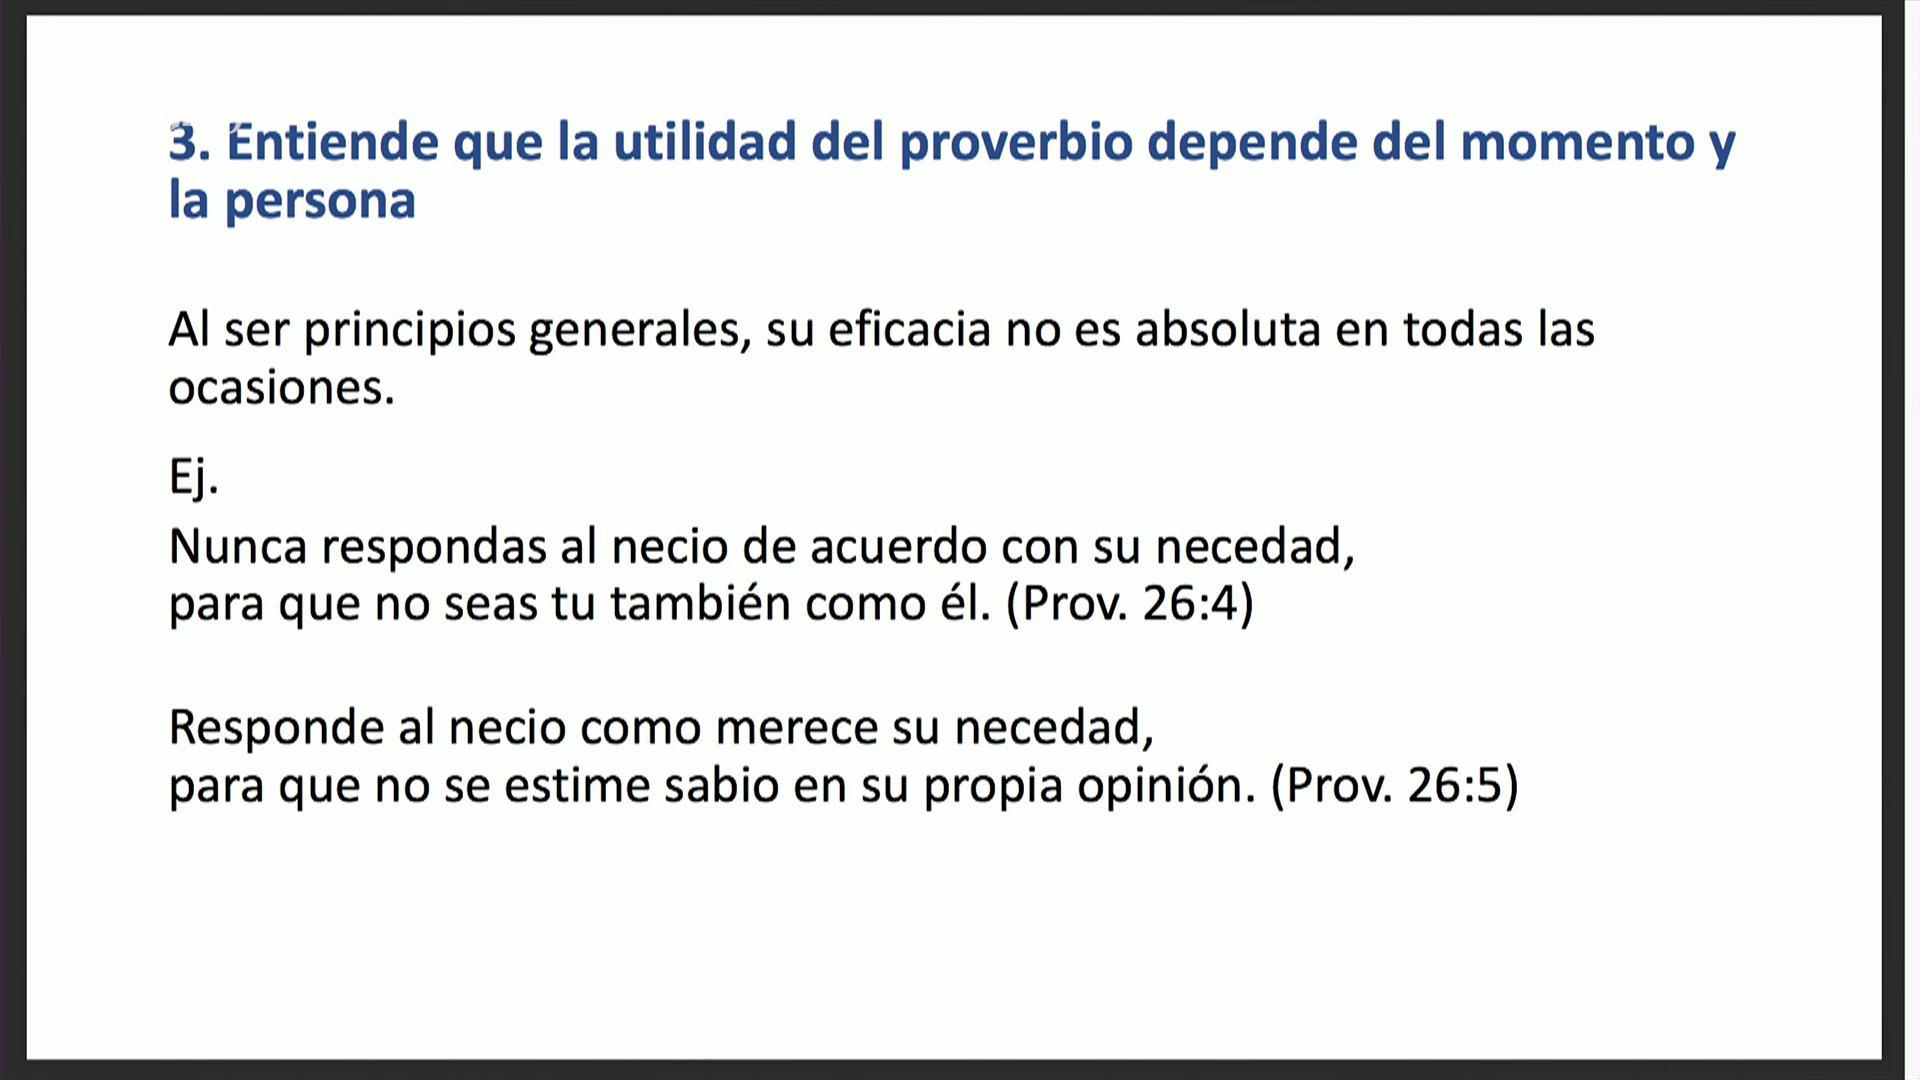 3. Entiende que la utilidad del proverbio depende del momento y
la persona
Al ser principios generales, su eficacia no es absoluta en todas las
ocasiones.
Ej.
Nunca respondas al necio de acuerdo con su necedad,
para que no seas tu también como él. (Prov. 26:4)
Responde al necio como merece su necedad,
para que no se estime sabio en su propia opinión. (Prov. 26:5)